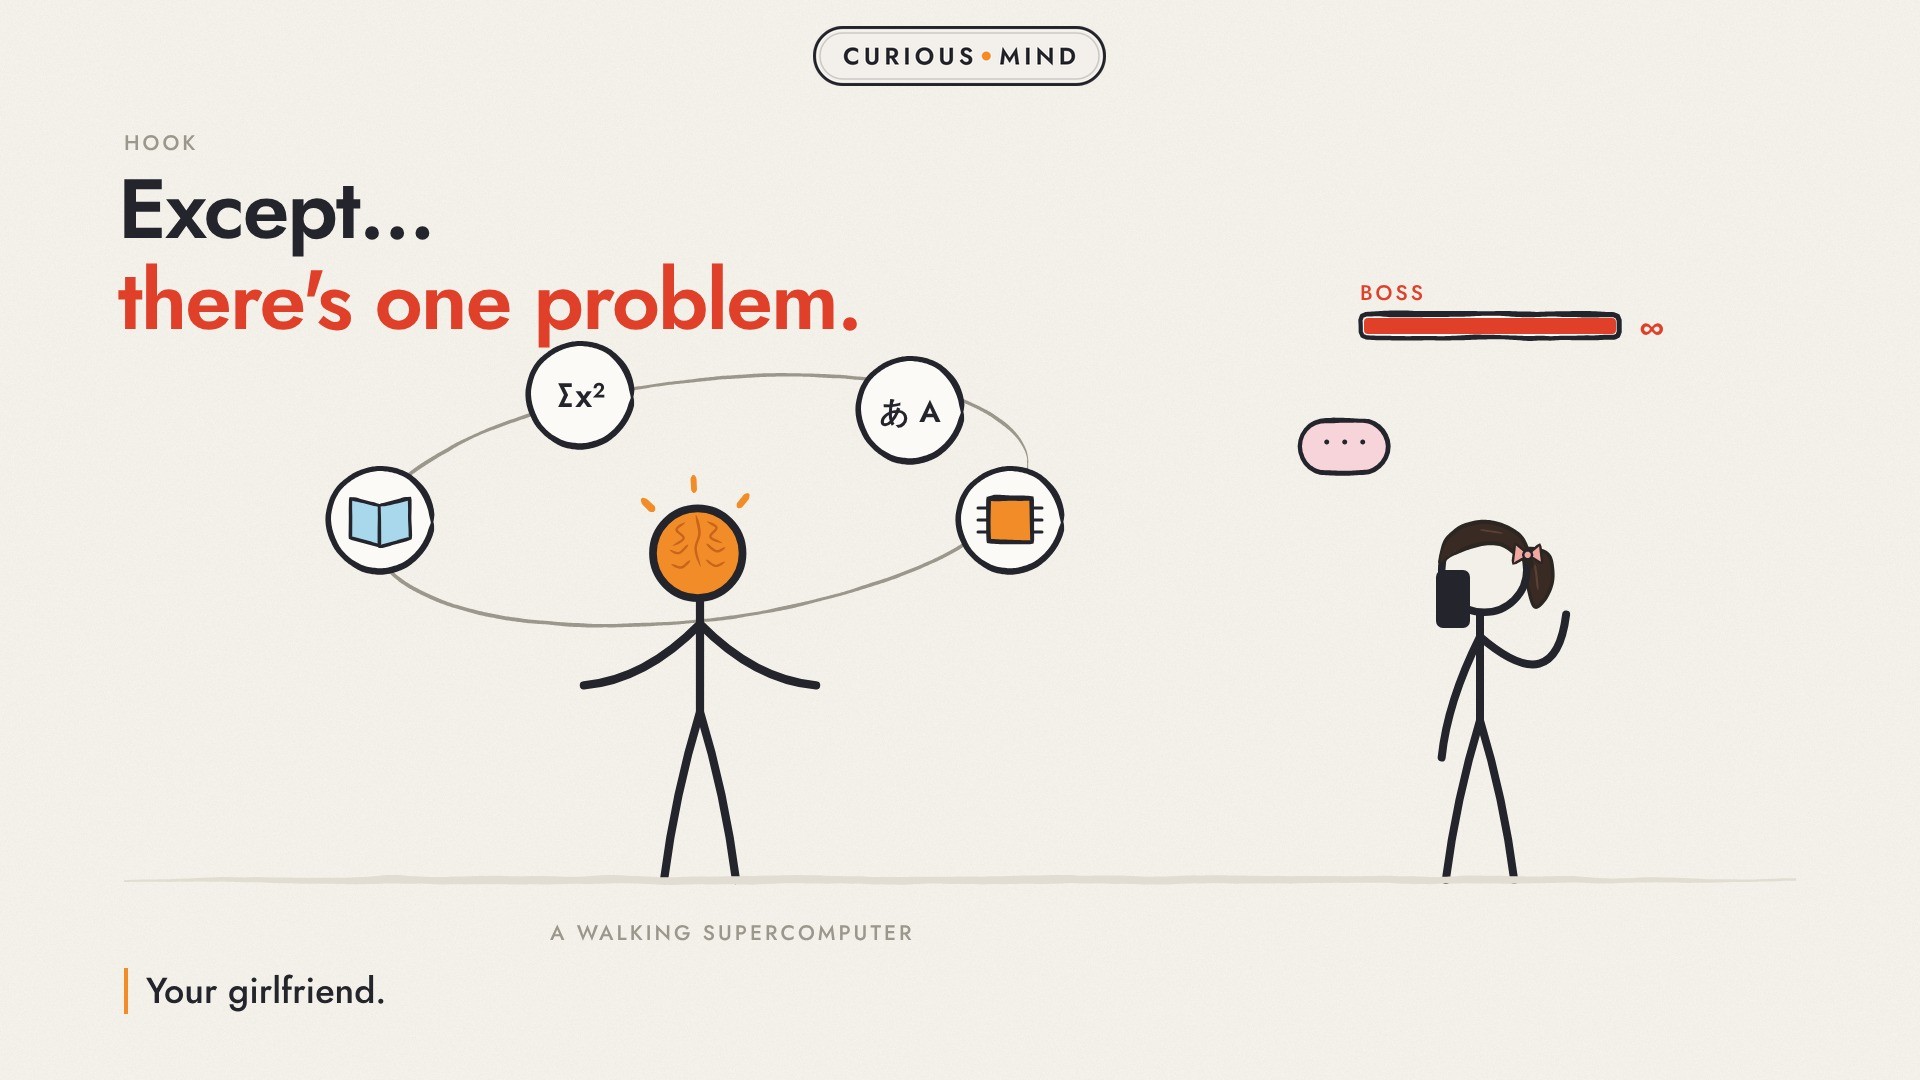 CURIOUS•MIND
HOOK
Except...
there's one problem.
BOSS
∞
Σx²
あ A
...
A WALKING SUPERCOMPUTER
Your girlfriend.